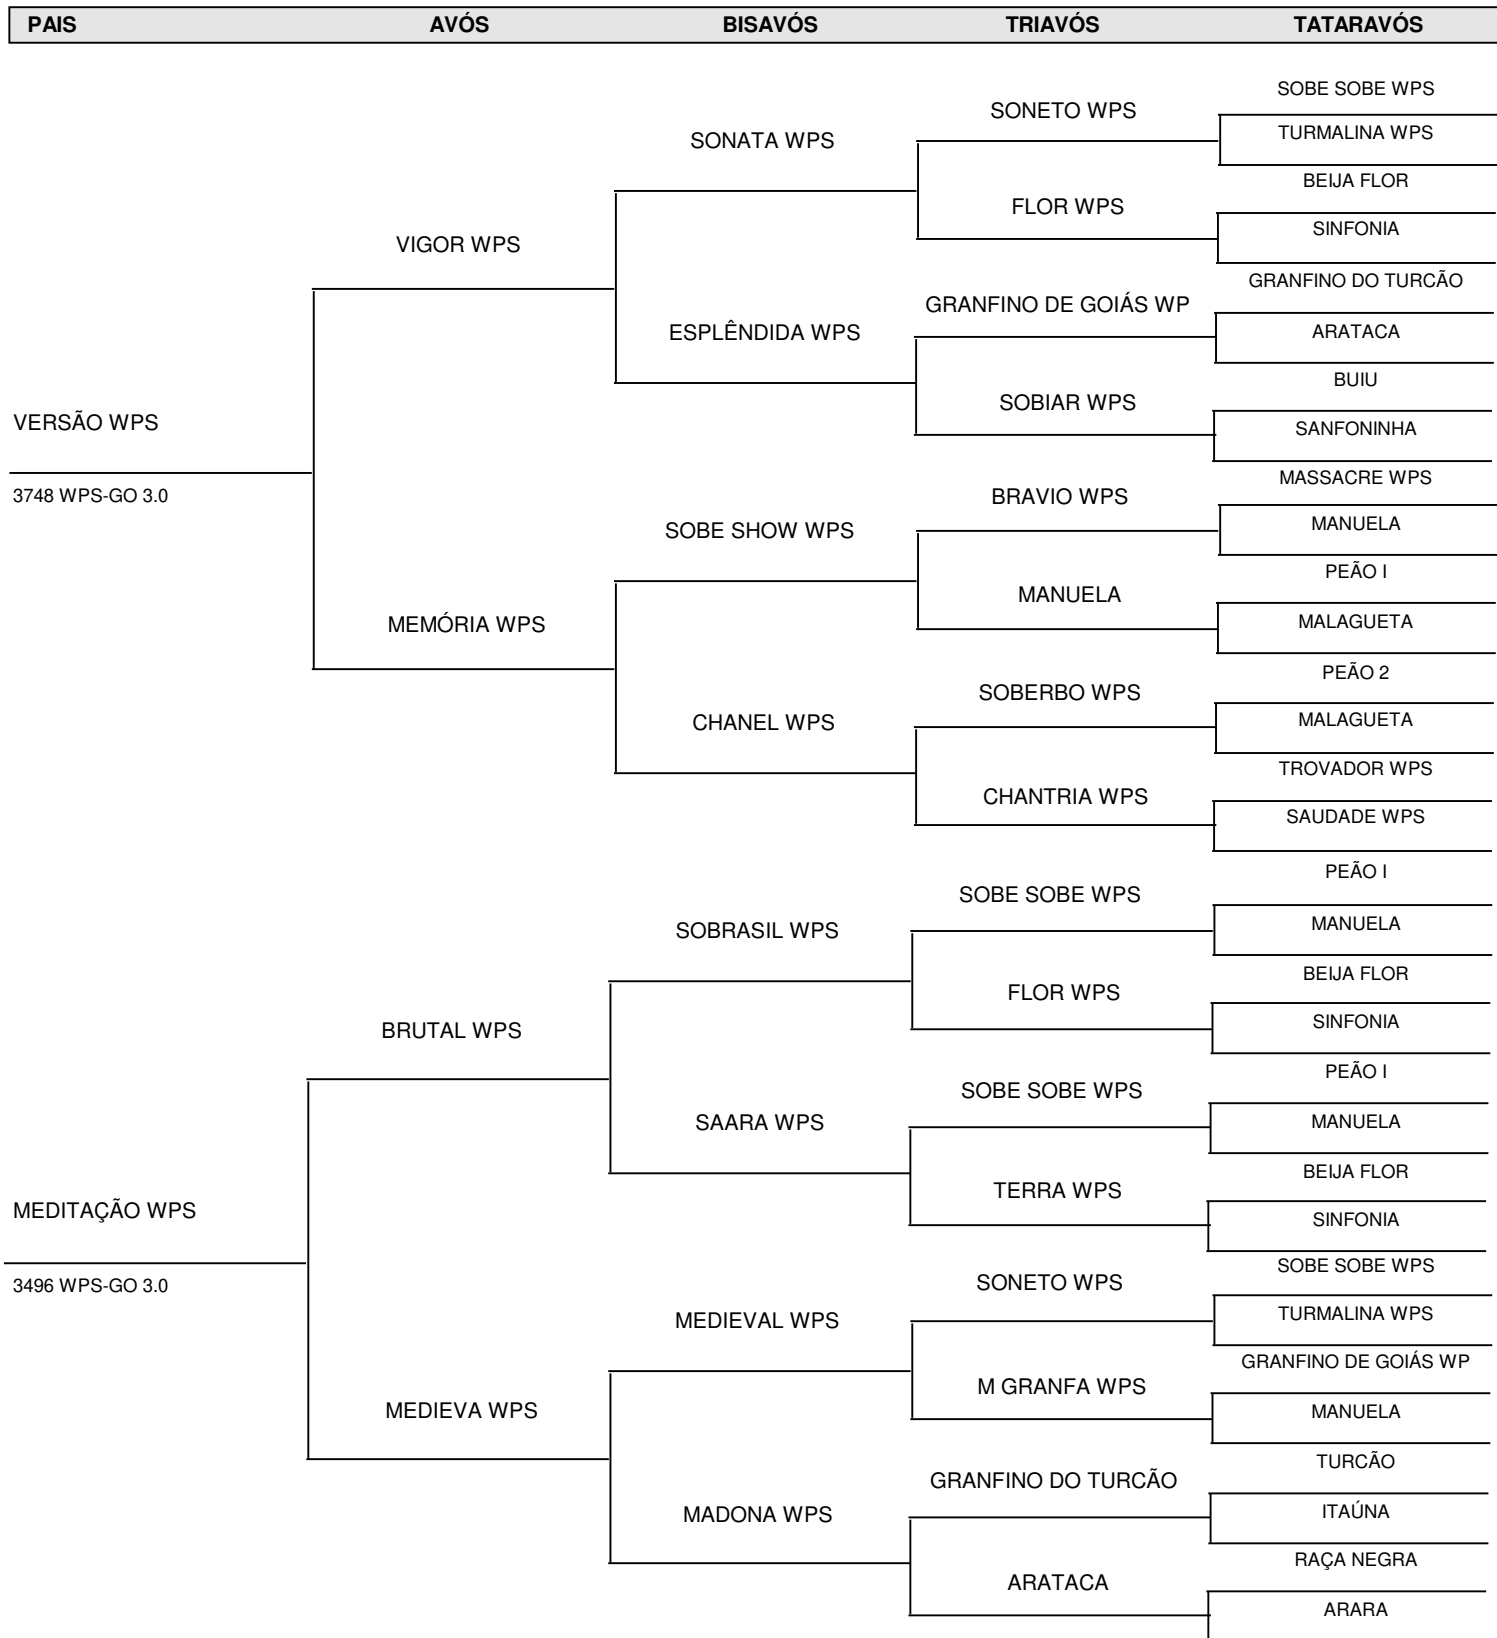 PAIS AVÓS BISAVÓS TRIAVÓS TATARAVÓS
SOBE SOBE WPS
SONETO WPS
TURMALINA WPS
SONATA WPS
BEIJA FLOR
FLOR WPS
SINFONIA
VIGOR WPS
GRANFINO DO TURCÃO
GRANFINO DE GOIÁS WP
ARATACA
ESPLÊNDIDA WPS
BUIU
SOBIAR WPS
SANFONINHA
VERSÃO WPS
3748 WPS-GO 3.0
MASSACRE WPS
BRAVIO WPS
MANUELA
SOBE SHOW WPS
PEÃO I
MANUELA
MALAGUETA
MEMÓRIA WPS
PEÃO 2
SOBERBO WPS
MALAGUETA
CHANEL WPS
TROVADOR WPS
CHANTRIA WPS
SAUDADE WPS
PEÃO I
SOBE SOBE WPS
MANUELA
SOBRASIL WPS
BEIJA FLOR
FLOR WPS
SINFONIA
BRUTAL WPS
PEÃO I
SOBE SOBE WPS
MANUELA
SAARA WPS
BEIJA FLOR
TERRA WPS
SINFONIA
MEDITAÇÃO WPS
3496 WPS-GO 3.0
SOBE SOBE WPS
SONETO WPS
TURMALINA WPS
MEDIEVAL WPS
GRANFINO DE GOIÁS WP
M GRANFA WPS
MANUELA
MEDIEVA WPS
TURCÃO
GRANFINO DO TURCÃO
ITAÚNA
MADONA WPS
RAÇA NEGRA
ARATACA
ARARA